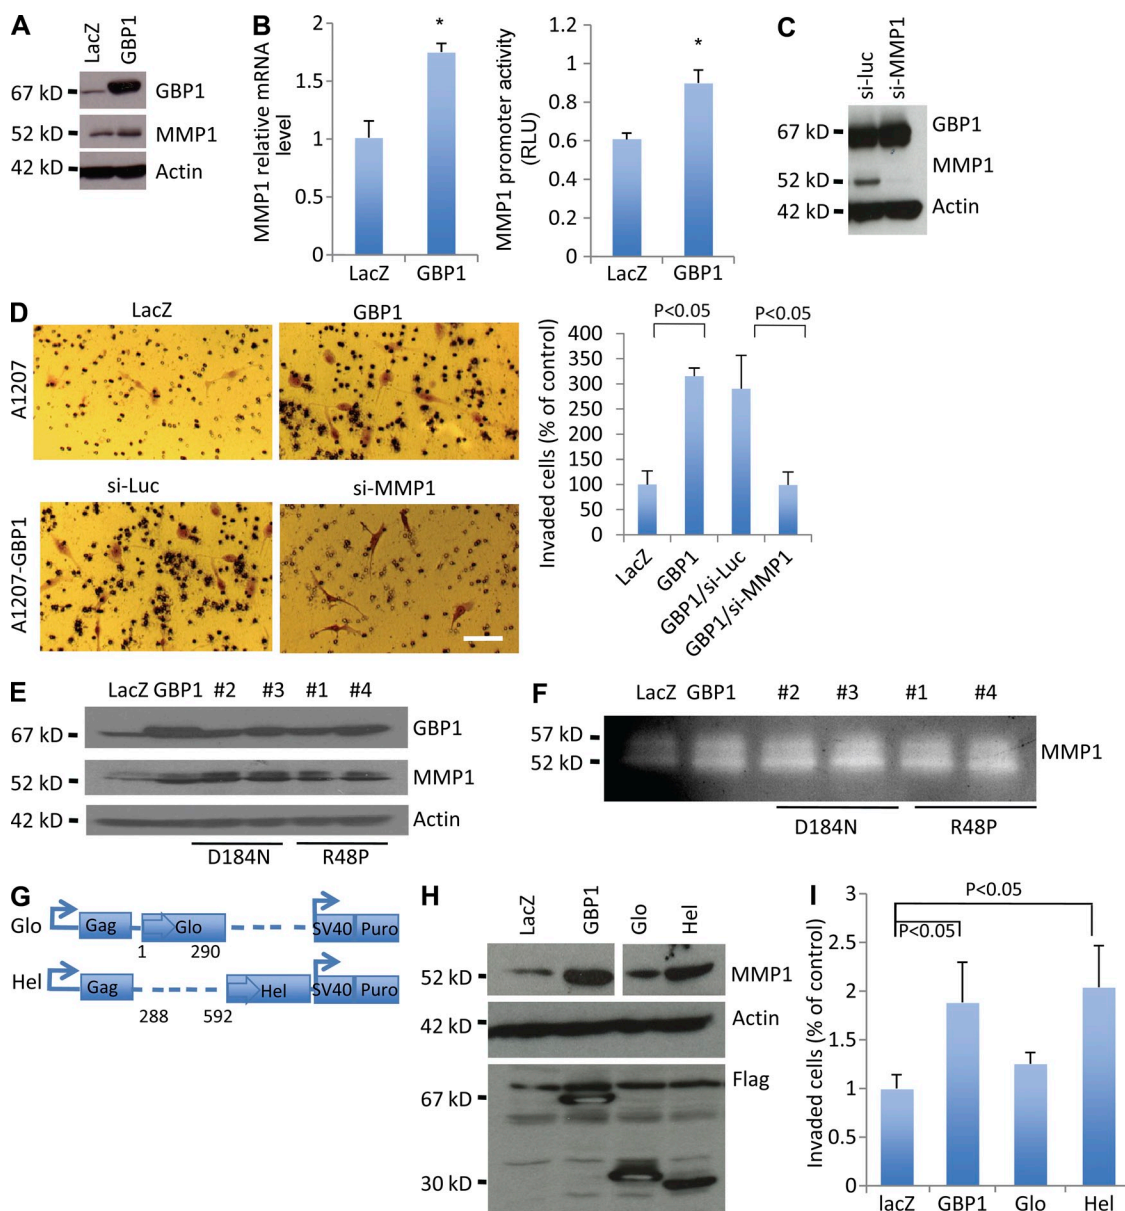 A
LacZ
GBP1
67 kD
GBP1
52 kD
MMP1
42 kD
Actin
B
MMP1 relative mRNA
level
2
1.5
1
0.5
0
*
LacZ
GBP1
MMP1 promoter activity
(RLU)
1.2
1
0.8
0.6
0.4
0.2
0
*
LacZ
GBP1
C
si-luc
si-MMP1
67 kD
GBP1
MMP1
52 kD
42 kD
Actin
D
LacZ
GBP1
A1207
si-Luc
si-MMP1
A1207-GBP1
P<0.05
P<0.05
Invaded cells (% of control)
400
350
300
250
200
150
100
50
0
LacZ
GBP1
GBP1/si-Luc
GBP1/si-MMP1
E
LacZ GBP1 #2 #3 #1 #4
67 kD
GBP1
52 kD
MMP1
42 kD
Actin
D184N
R48P
F
LacZ GBP1 #2 #3 #1 #4
57 kD
52 kD
MMP1
D184N
R48P
G
Glo
Gag
Glo
SV40
Puro
1
290
Hel
Gag
Hel
SV40
Puro
288
592
H
LacZ
GBP1
Glo
Hel
52 kD
MMP1
42 kD
Actin
Flag
67 kD
30 kD
I
Invaded cells (% of control)
3
2.5
2
1.5
1
0.5
0
P<0.05
P<0.05
lacZ
GBP1
Glo
Hel